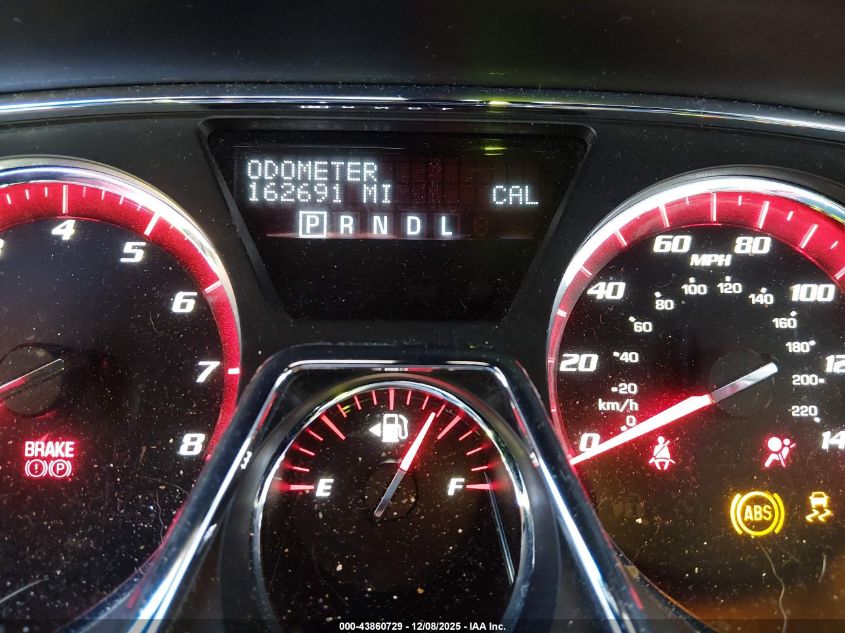 ODOMETER
162691 MI CAL
P R N D L
4
5
6
7
8
BRAKE
(!) (P)
E F
60 80
MPH
40 100
100 120
80 140
60 160
20 40 180
20 200
km/h
0 0 220
ABS
000-43860729 - 12/08/2025 - IAA Inc.